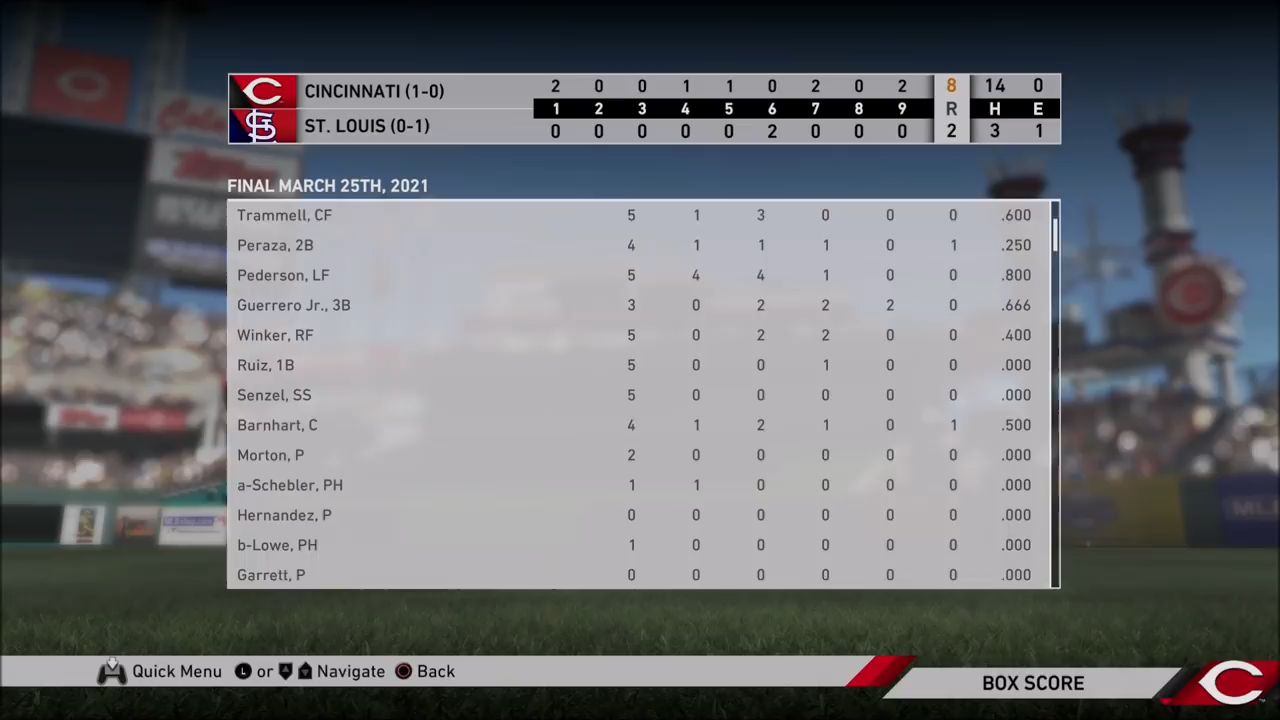 2 0 0 1 1 0 2 0 2 8 14 0
CINCINNATI (1-0)
1 2 3 4 5 6 7 8 9 R H E
ST. LOUIS (0-1)
0 0 0 0 0 2 0 0 0 2 3 1
FINAL MARCH 25TH, 2021
Trammell, CF 5 1 3 0 0 0 .600
Peraza, 2B 4 1 1 1 0 1 .250
Pederson, LF 5 4 4 1 0 0 .800
Guerrero Jr., 3B 3 0 2 2 2 0 .666
Winker, RF 5 0 2 2 0 0 .400
Ruiz, 1B 5 0 0 1 0 0 .000
Senzel, SS 5 0 0 0 0 0 .000
Barnhart, C 4 1 2 1 0 1 .500
Morton, P 2 0 0 0 0 0 .000
a-Schebler, PH 1 1 0 0 0 0 .000
Hernandez, P 0 0 0 0 0 0 .000
b-Lowe, PH 1 0 0 0 0 0 .000
Garrett, P 0 0 0 0 0 0 .000
Quick Menu L or Navigate Back
BOX SCORE